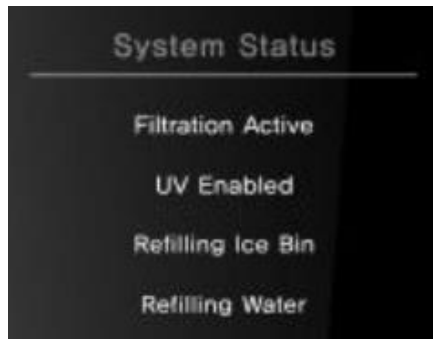 System Status
Filtration Active
UV Enabled
Refilling Ice Bin
Refilling Water